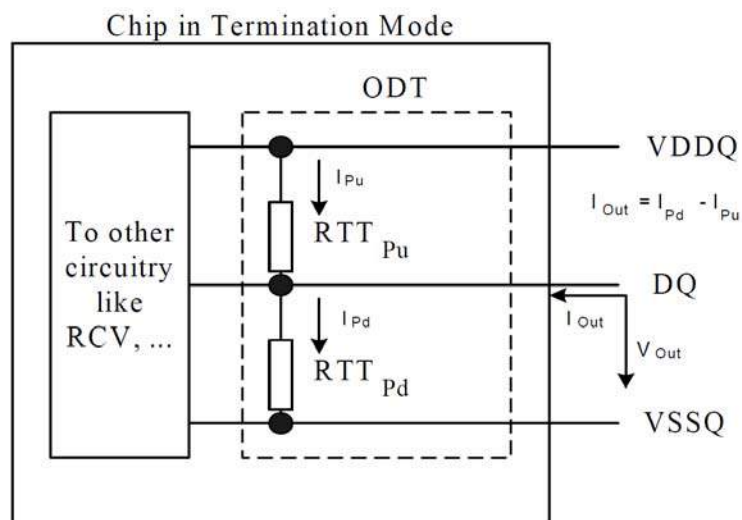 Chip in Termination Mode
ODT
VDDQ
I Pu
I Out = I Pd - I Pu
To other
circuitry
like
RCV, ...
RTT Pu
DQ
I Out
I Pd
V Out
RTT Pd
VSSQ